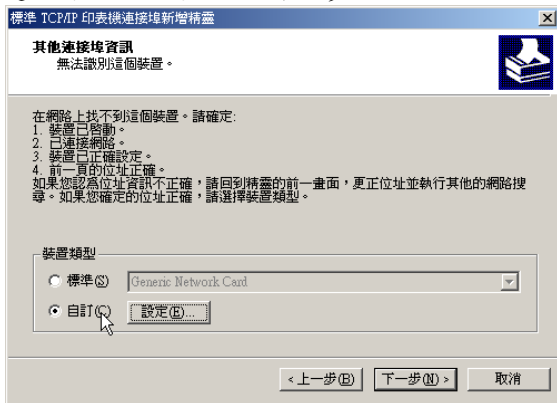 標準 TCP/IP 印表機連接埠新增精靈
其他連接埠資訊
無法識別這個裝置。
在網路上找不到這個裝置。請確定:
1. 裝置已啓動。
2. 已連接網路。
3. 裝置已正確設定。
4. 前一頁的位址正確。
如果您認為位址資訊不正確，請回到精靈的前一畫面，更正位址並執行其他的網路搜
尋。如果您確定的位址正確，請選擇裝置類型。
裝置類型
標準(S)
Generic Network Card
自訂(C)
設定(E)...
<上一步(B)
下一步(N) >
取消